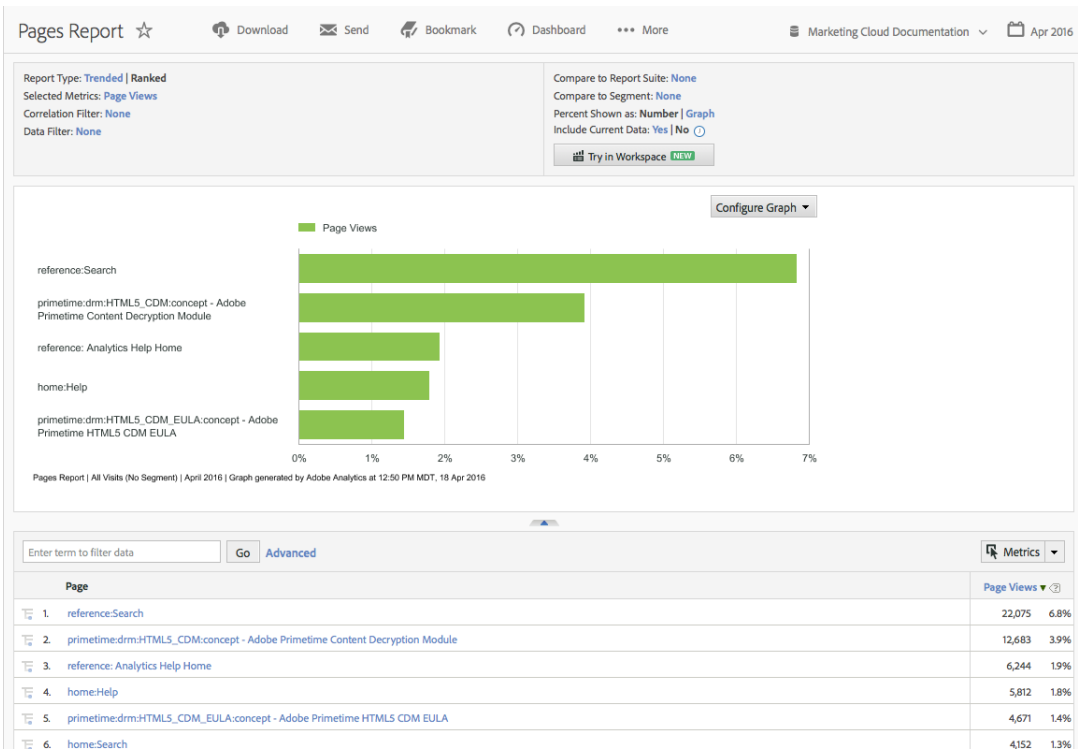 Pages Report
Download
Send
Bookmark
Dashboard
More
Marketing Cloud Documentation
Apr 2016
Report Type: Trended | Ranked
Selected Metrics: Page Views
Correlation Filter: None
Data Filter: None
Compare to Report Suite: None
Compare to Segment: None
Percent Shown as: Number | Graph
Include Current Data: Yes | No
Try in Workspace NEW
Configure Graph
Page Views
reference:Search
primetime:drm:HTML5_CDM:concept - Adobe
Primetime Content Decryption Module
reference: Analytics Help Home
home:Help
primetime:drm:HTML5_CDM_EULA:concept - Adobe
Primetime HTML5 CDM EULA
0% 1% 2% 3% 4% 5% 6% 7%
Pages Report | All Visits (No Segment) | April 2016 | Graph generated by Adobe Analytics at 12:50 PM MDT, 18 Apr 2016
Enter term to filter data
Go
Advanced
Metrics
Page Page Views
1. reference:Search 22,075 6.8%
2. primetime:drm:HTML5_CDM:concept - Adobe Primetime Content Decryption Module 12,683 3.9%
3. reference: Analytics Help Home 6,244 1.9%
4. home:Help 5,812 1.8%
5. primetime:drm:HTML5_CDM_EULA:concept - Adobe Primetime HTML5 CDM EULA 4,671 1.4%
6. home:Search 4,152 1.3%